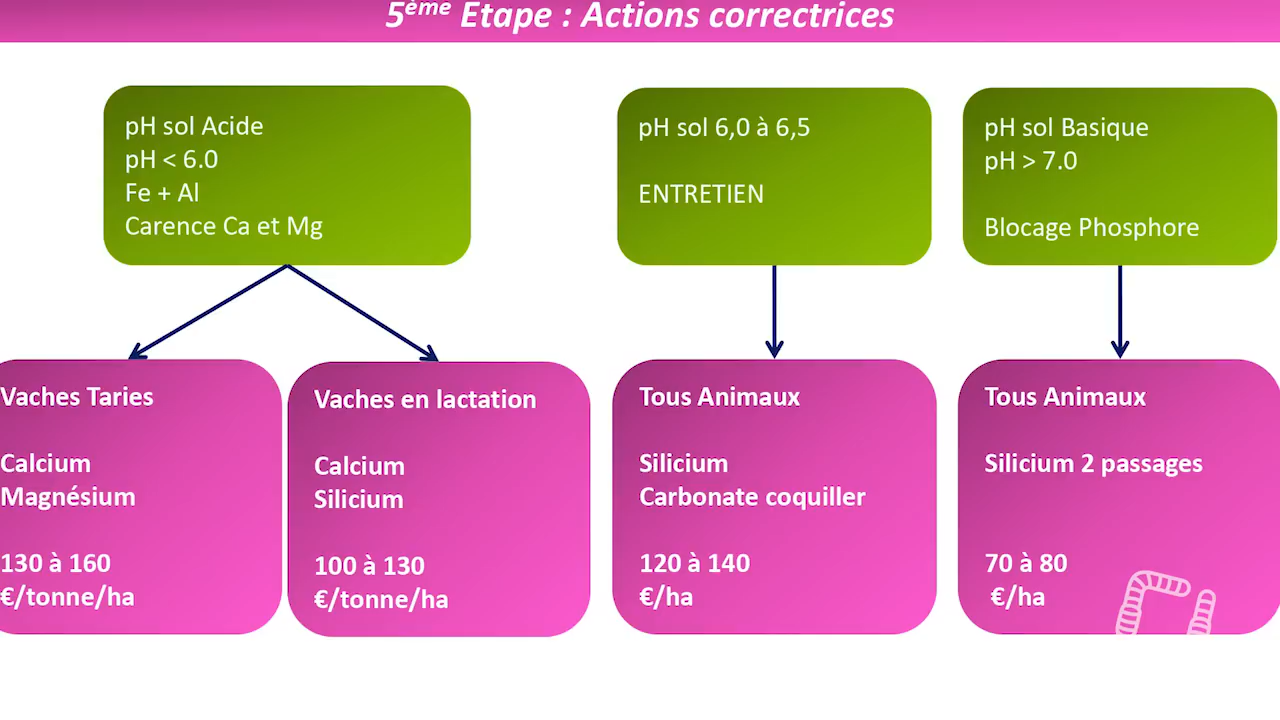 5ème Etape : Actions correctrices
pH sol Acide
pH < 6.0
Fe + Al
Carence Ca et Mg
pH sol 6,0 à 6,5
ENTRETIEN
pH sol Basique
pH > 7.0
Blocage Phosphore
Vaches Taries
Calcium
Magnésium
130 à 160
€/tonne/ha
Vaches en lactation
Calcium
Silicium
100 à 130
€/tonne/ha
Tous Animaux
Silicium
Carbonate coquiller
120 à 140
€/ha
Tous Animaux
Silicium 2 passages
70 à 80
€/ha